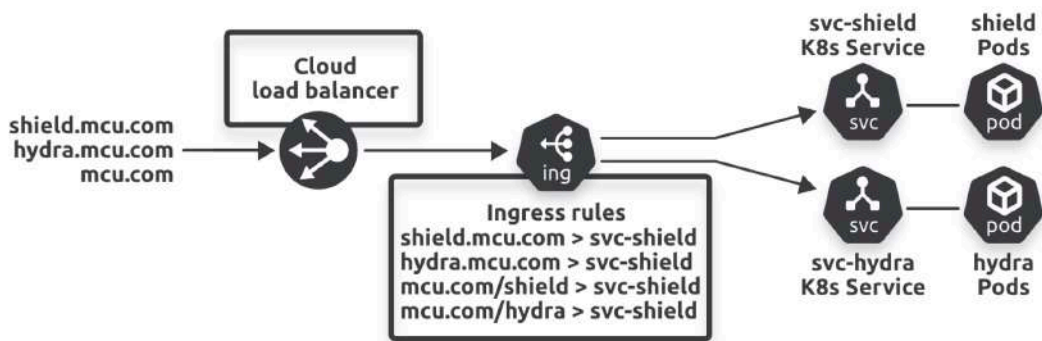 svc-shield
K8s Service
shield
Pods
Cloud
load balancer
shield.mcu.com
hydra.mcu.com
mcu.com
svc
pod
ing
Ingress rules
shield.mcu.com > svc-shield
hydra.mcu.com > svc-shield
mcu.com/shield > svc-shield
mcu.com/hydra > svc-shield
svc
pod
svc-hydra
K8s Service
hydra
Pods